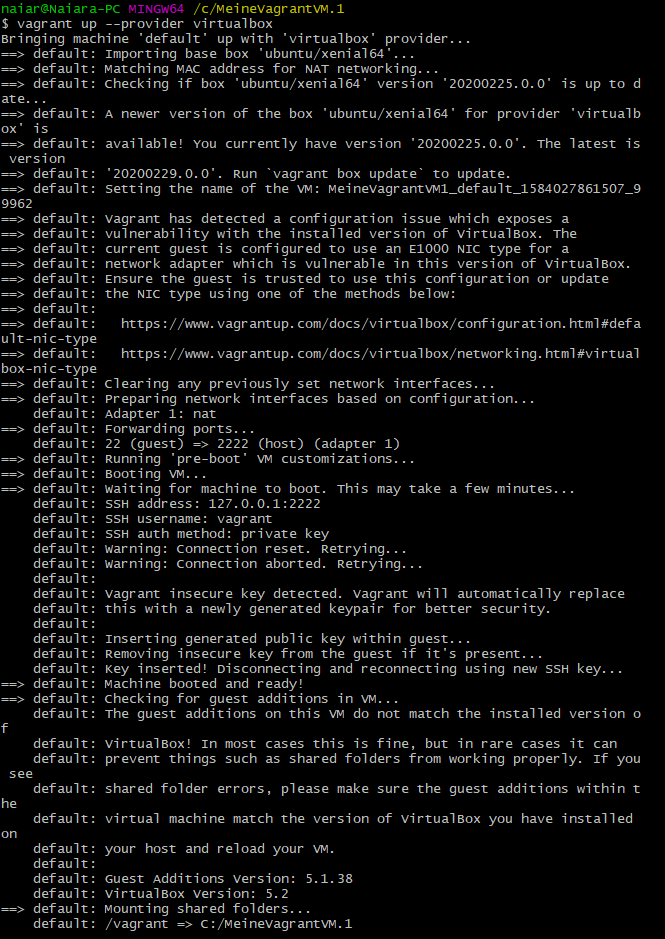 naiar@Naiara-PC MINGW64 /c/MeineVagrantVM.1
$ vagrant up --provider virtualbox
Bringing machine 'default' up with 'virtualbox' provider...
==> default: Importing base box 'ubuntu/xenial64'...
==> default: Matching MAC address for NAT networking...
==> default: Checking if box 'ubuntu/xenial64' version '20200225.0.0' is up to d
ate...
==> default: A newer version of the box 'ubuntu/xenial64' for provider 'virtualb
ox' is
==> default: available! You currently have version '20200225.0.0'. The latest is
 version
==> default: '20200229.0.0'. Run `vagrant box update` to update.
==> default: Setting the name of the VM: MeineVagrantVM1_default_1584027861507_9
9962
==> default: Vagrant has detected a configuration issue which exposes a
==> default: vulnerability with the installed version of VirtualBox. The
==> default: current guest is configured to use an E1000 NIC type for a
==> default: network adapter which is vulnerable in this version of VirtualBox.
==> default: Ensure the guest is trusted to use this configuration or update
==> default: the NIC type using one of the methods below:
==> default:
==> default:   https://www.vagrantup.com/docs/virtualbox/configuration.html#defa
ult-nic-type
==> default:   https://www.vagrantup.com/docs/virtualbox/networking.html#virtual
box-nic-type
==> default: Clearing any previously set network interfaces...
==> default: Preparing network interfaces based on configuration...
    default: Adapter 1: nat
==> default: Forwarding ports...
    default: 22 (guest) => 2222 (host) (adapter 1)
==> default: Running 'pre-boot' VM customizations...
==> default: Booting VM...
==> default: Waiting for machine to boot. This may take a few minutes...
    default: SSH address: 127.0.0.1:2222
    default: SSH username: vagrant
    default: SSH auth method: private key
    default: Warning: Connection reset. Retrying...
    default: Warning: Connection aborted. Retrying...
    default:
    default: Vagrant insecure key detected. Vagrant will automatically replace
    default: this with a newly generated keypair for better security.
    default:
    default: Inserting generated public key within guest...
    default: Removing insecure key from the guest if it's present...
    default: Key inserted! Disconnecting and reconnecting using new SSH key...
==> default: Machine booted and ready!
==> default: Checking for guest additions in VM...
    default: The guest additions on this VM do not match the installed version o
f
    default: VirtualBox! In most cases this is fine, but in rare cases it can
    default: prevent things such as shared folders from working properly. If you
 see
    default: shared folder errors, please make sure the guest additions within t
he
    default: virtual machine match the version of VirtualBox you have installed
on
    default: your host and reload your VM.
    default:
    default: Guest Additions Version: 5.1.38
    default: VirtualBox Version: 5.2
==> default: Mounting shared folders...
    default: /vagrant => C:/MeineVagrantVM.1